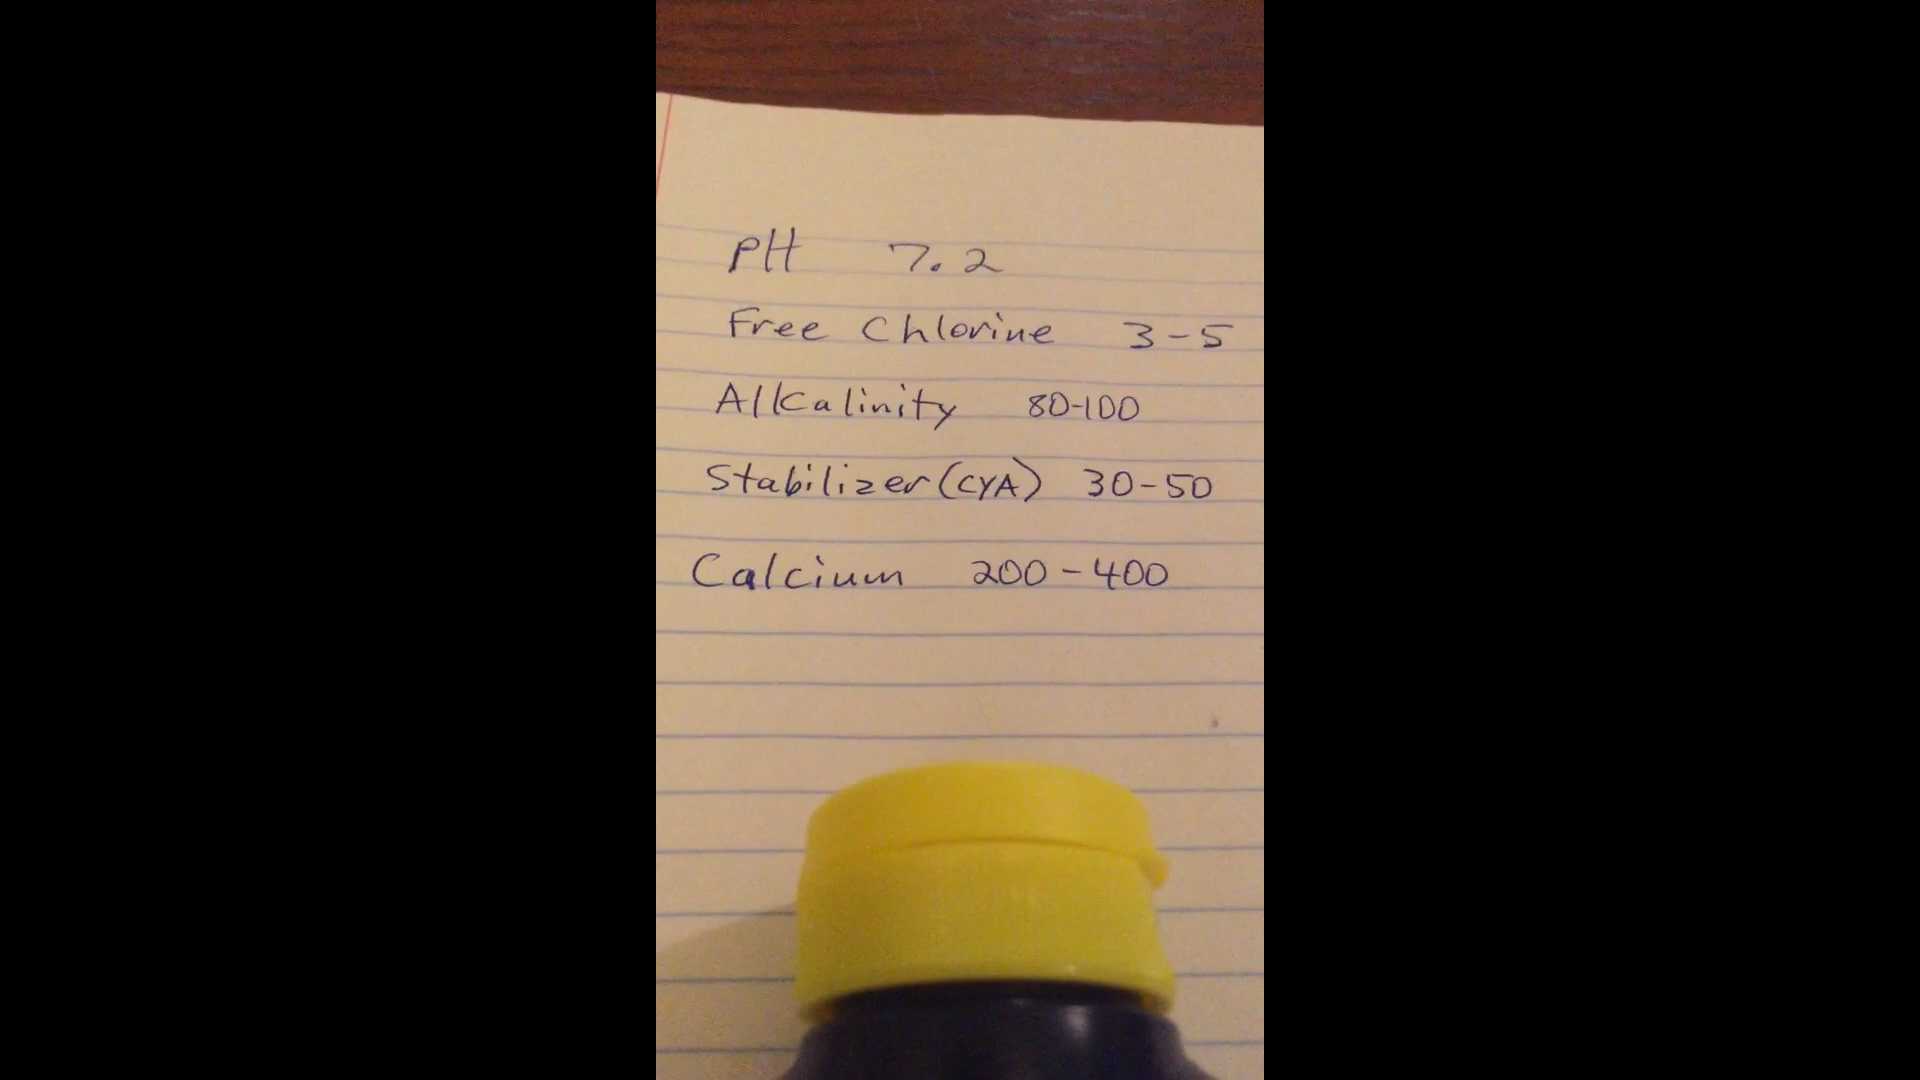 PH 7.2
Free Chlorine 3-5
Alkalinity 80-100
Stabilizer (CYA) 30-50
Calcium 200-400